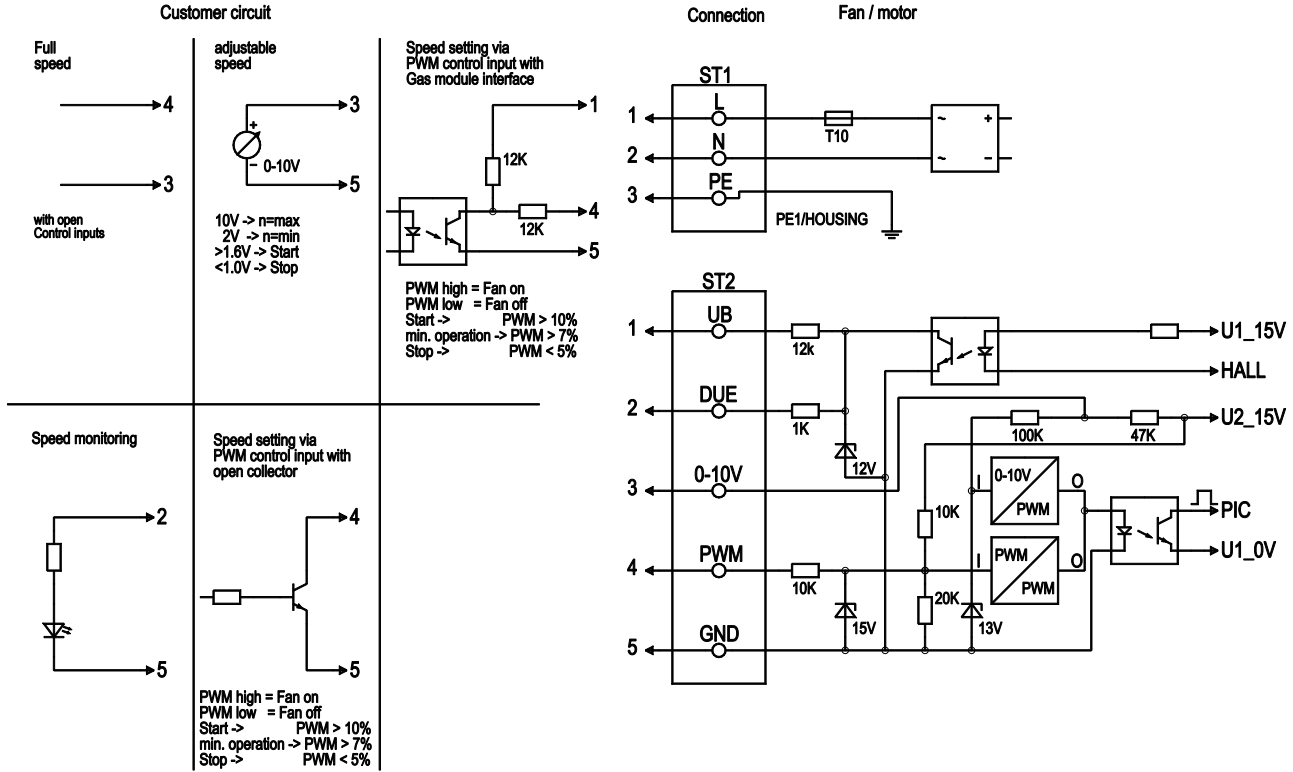 Customer circuit
Connection
Fan / motor
Full
speed
4
3
with open
Control inputs
adjustable
speed
3
+
−
0-10V
5
10V -> n=max
2V -> n=min
>1.6V -> Start
<1.0V -> Stop
Speed setting via
PWM control input with
Gas module interface
1
12K
4
12K
5
PWM high = Fan on
PWM low = Fan off
Start -> PWM > 10%
min. operation -> PWM > 7%
Stop -> PWM < 5%
Speed monitoring
2
5
Speed setting via
PWM control input with
open collector
4
5
PWM high = Fan on
PWM low = Fan off
Start -> PWM > 10%
min. operation -> PWM > 7%
Stop -> PWM < 5%
ST1
1
L
T10
~
+
2
N
~
−
3
PE
PE1/HOUSING
ST2
1
UB
12k
U1_15V
HALL
2
DUE
1K
100K
47K
U2_15V
12V
3
0-10V
I
0-10V
PWM
O
10K
PIC
U1_0V
4
PWM
10K
I
PWM
PWM
O
15V
20K
13V
5
GND